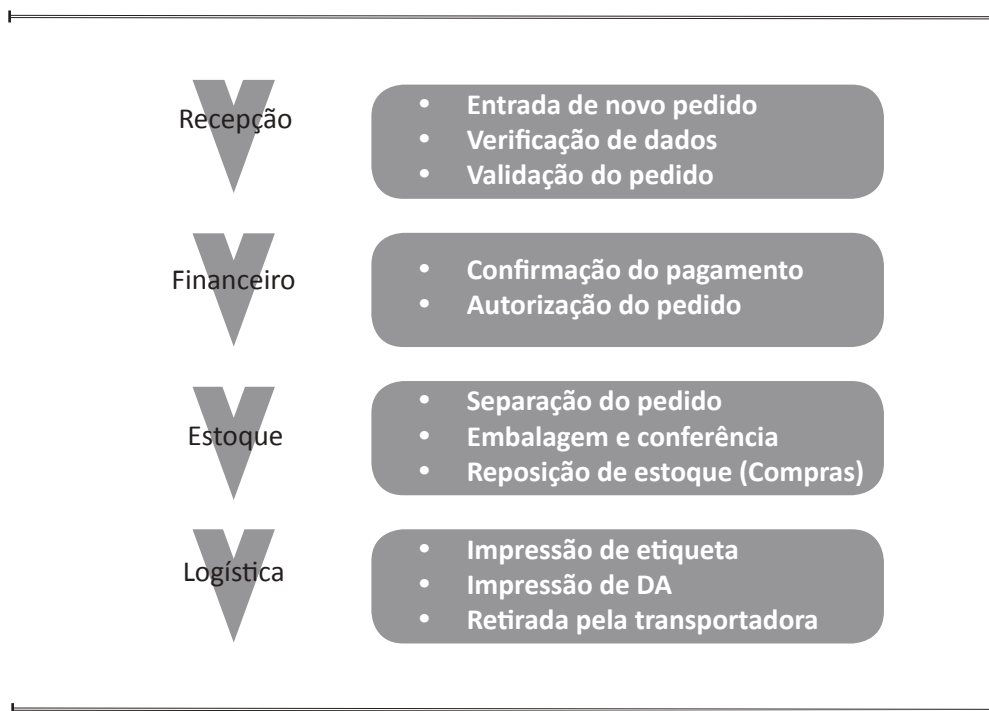 Recepção
• Entrada de novo pedido
• Verificação de dados
• Validação do pedido
Financeiro
• Confirmação do pagamento
• Autorização do pedido
Estoque
• Separação do pedido
• Embalagem e conferência
• Reposição de estoque (Compras)
Logística
• Impressão de etiqueta
• Impressão de DA
• Retirada pela transportadora